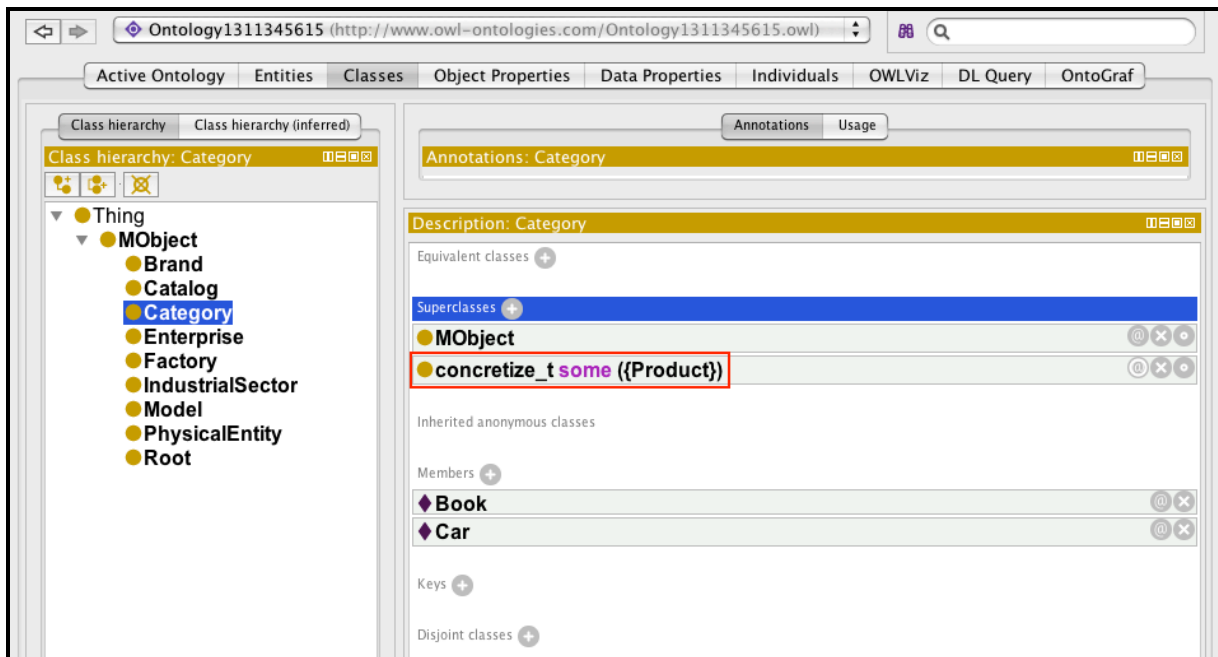 Ontology1311345615 (http://www.owl-ontologies.com/Ontology1311345615.owl)
Active Ontology Entities Classes Object Properties Data Properties Individuals OWLViz DL Query OntoGraf
Class hierarchy Class hierarchy (inferred)
Class hierarchy: Category
Thing
MObject
Brand
Catalog
Category
Enterprise
Factory
IndustrialSector
Model
PhysicalEntity
Root
Annotations Usage
Annotations: Category
Description: Category
Equivalent classes
Superclasses
MObject
concretize_t some ({Product})
Inherited anonymous classes
Members
Book
Car
Keys
Disjoint classes